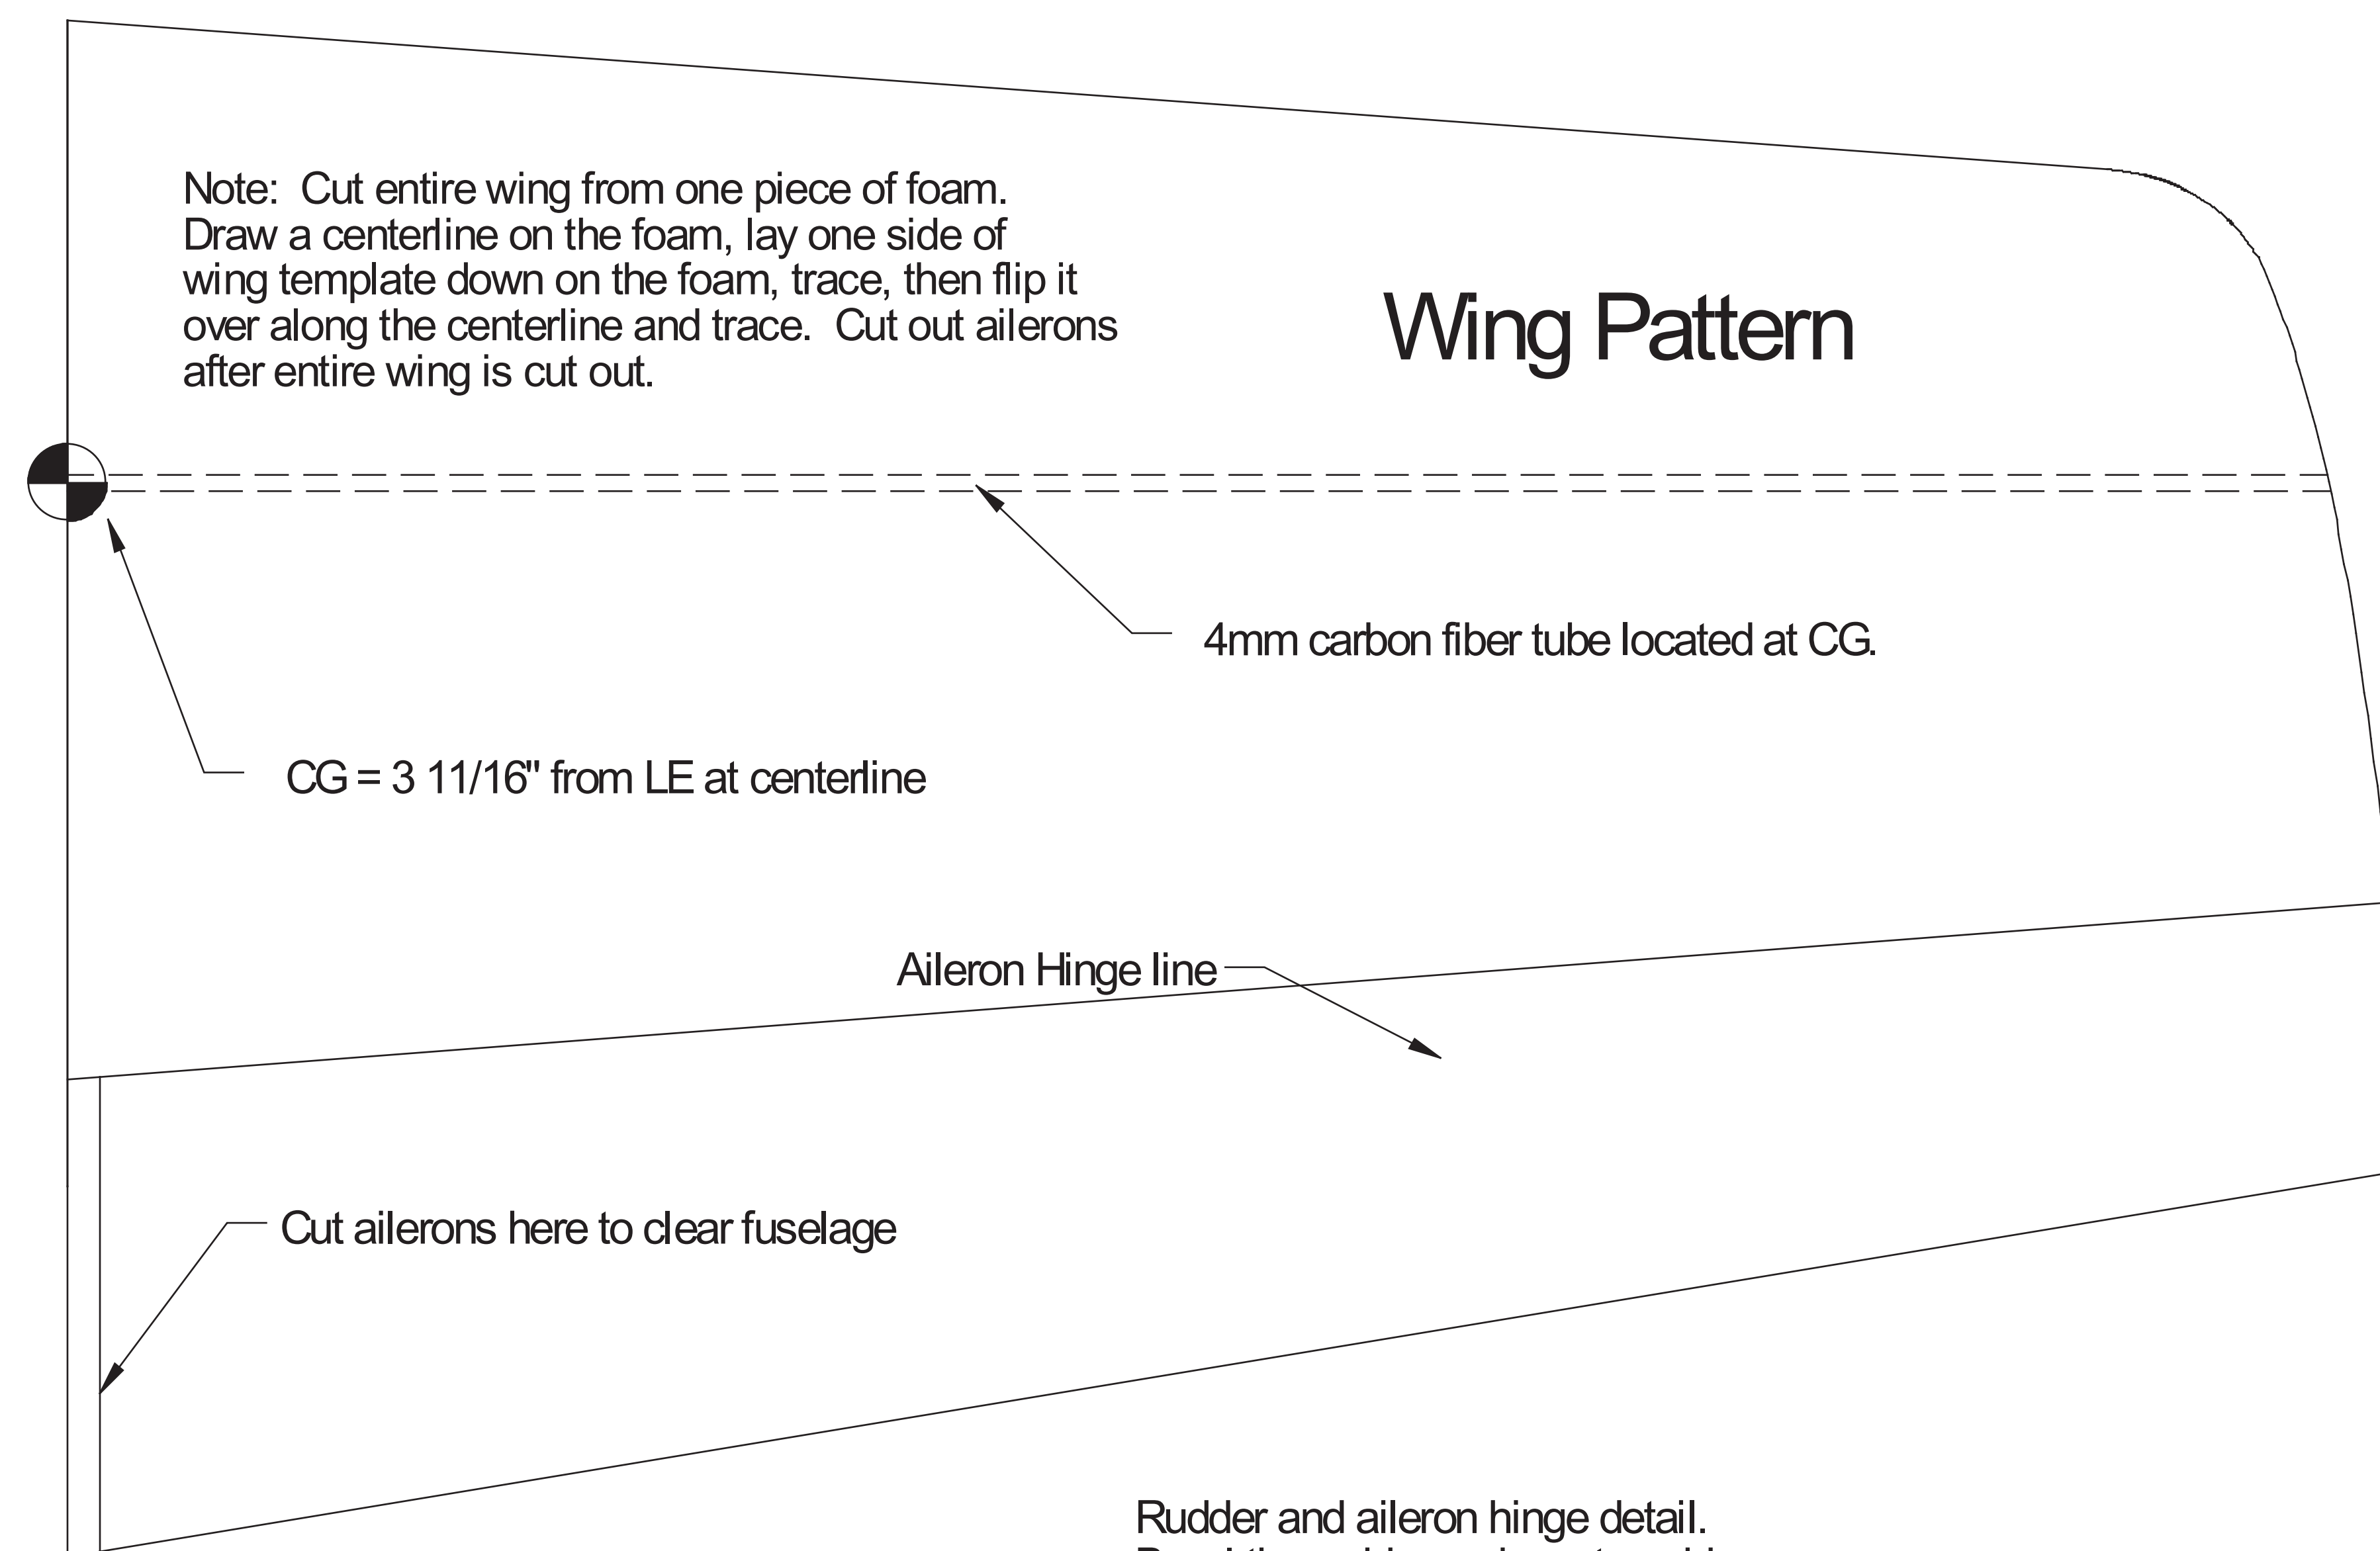 Note:  Cut entire wing from one piece of foam.
Draw a centerline on the foam, lay one side of
wing template down on the foam, trace, then flip it
over along the centerline and trace.  Cut out ailerons
after entire wing is cut out.
Wing Pattern
4mm carbon fiber tube located at CG.
CG = 3 11/16" from LE at centerline
Aileron Hinge line
Cut ailerons here to clear fuselage
Rudder and aileron hinge detail.